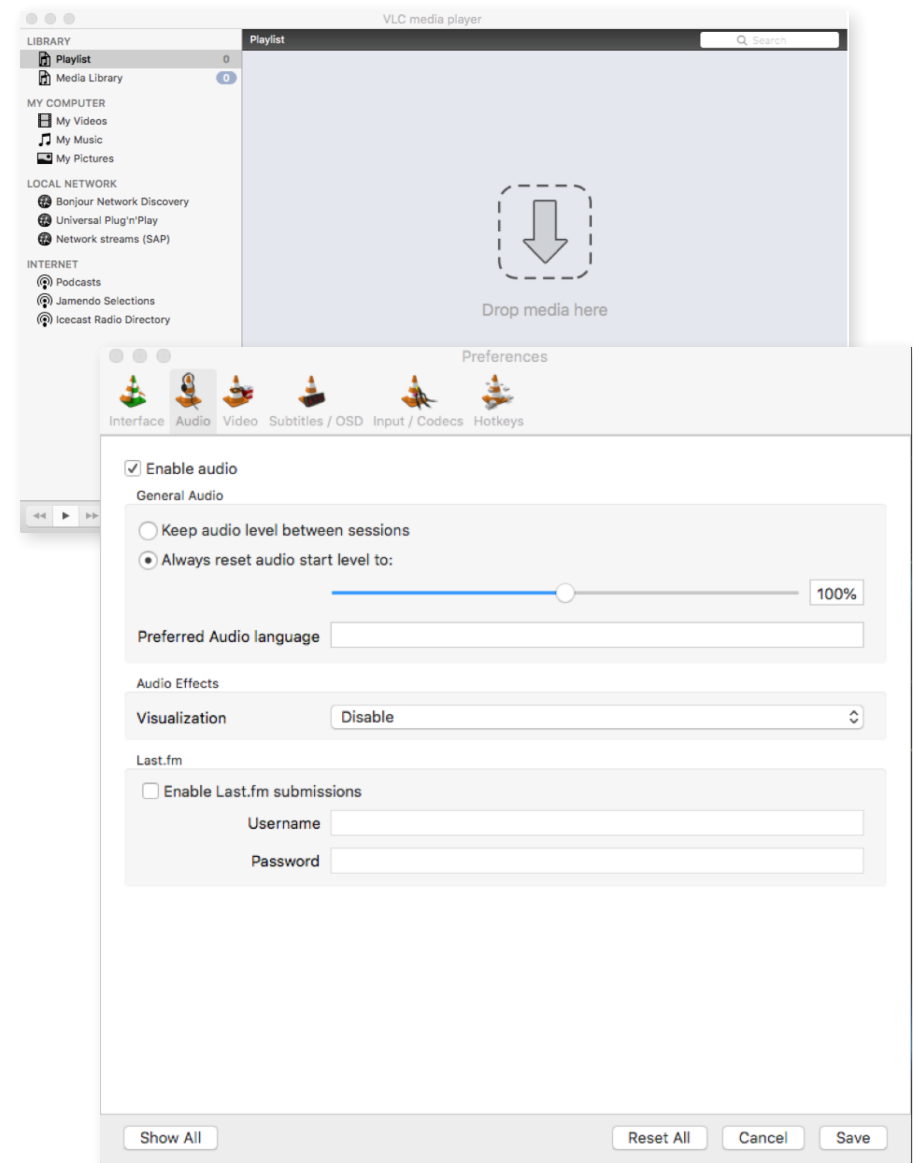 VLC media player
LIBRARY
Playlist 0
Media Library 0
MY COMPUTER
My Videos
My Music
My Pictures
LOCAL NETWORK
Bonjour Network Discovery
Universal Plug'n'Play
Network streams (SAP)
INTERNET
Podcasts
Jamendo Selections
Icecast Radio Directory
Playlist Search
Drop media here
Preferences
Interface Audio Video Subtitles / OSD Input / Codecs Hotkeys
Enable audio
General Audio
Keep audio level between sessions
Always reset audio start level to:
100%
Preferred Audio language
Audio Effects
Visualization Disable
Last.fm
Enable Last.fm submissions
Username
Password
Show All Reset All Cancel Save